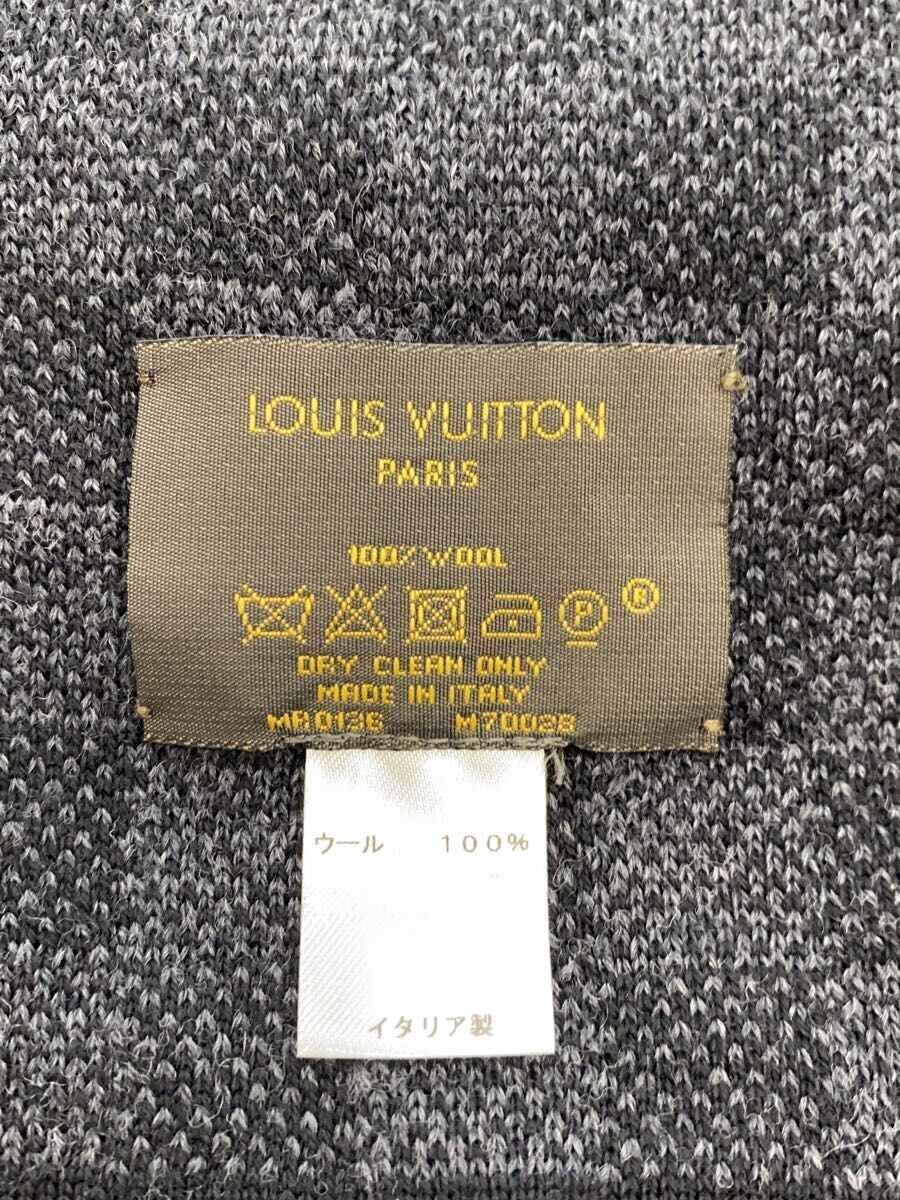 LOUIS VUITTON
PARIS
100% WOOL
P ®
DRY CLEAN ONLY
MADE IN ITALY
MR0136 M70028
ウール 100%
イタリア製